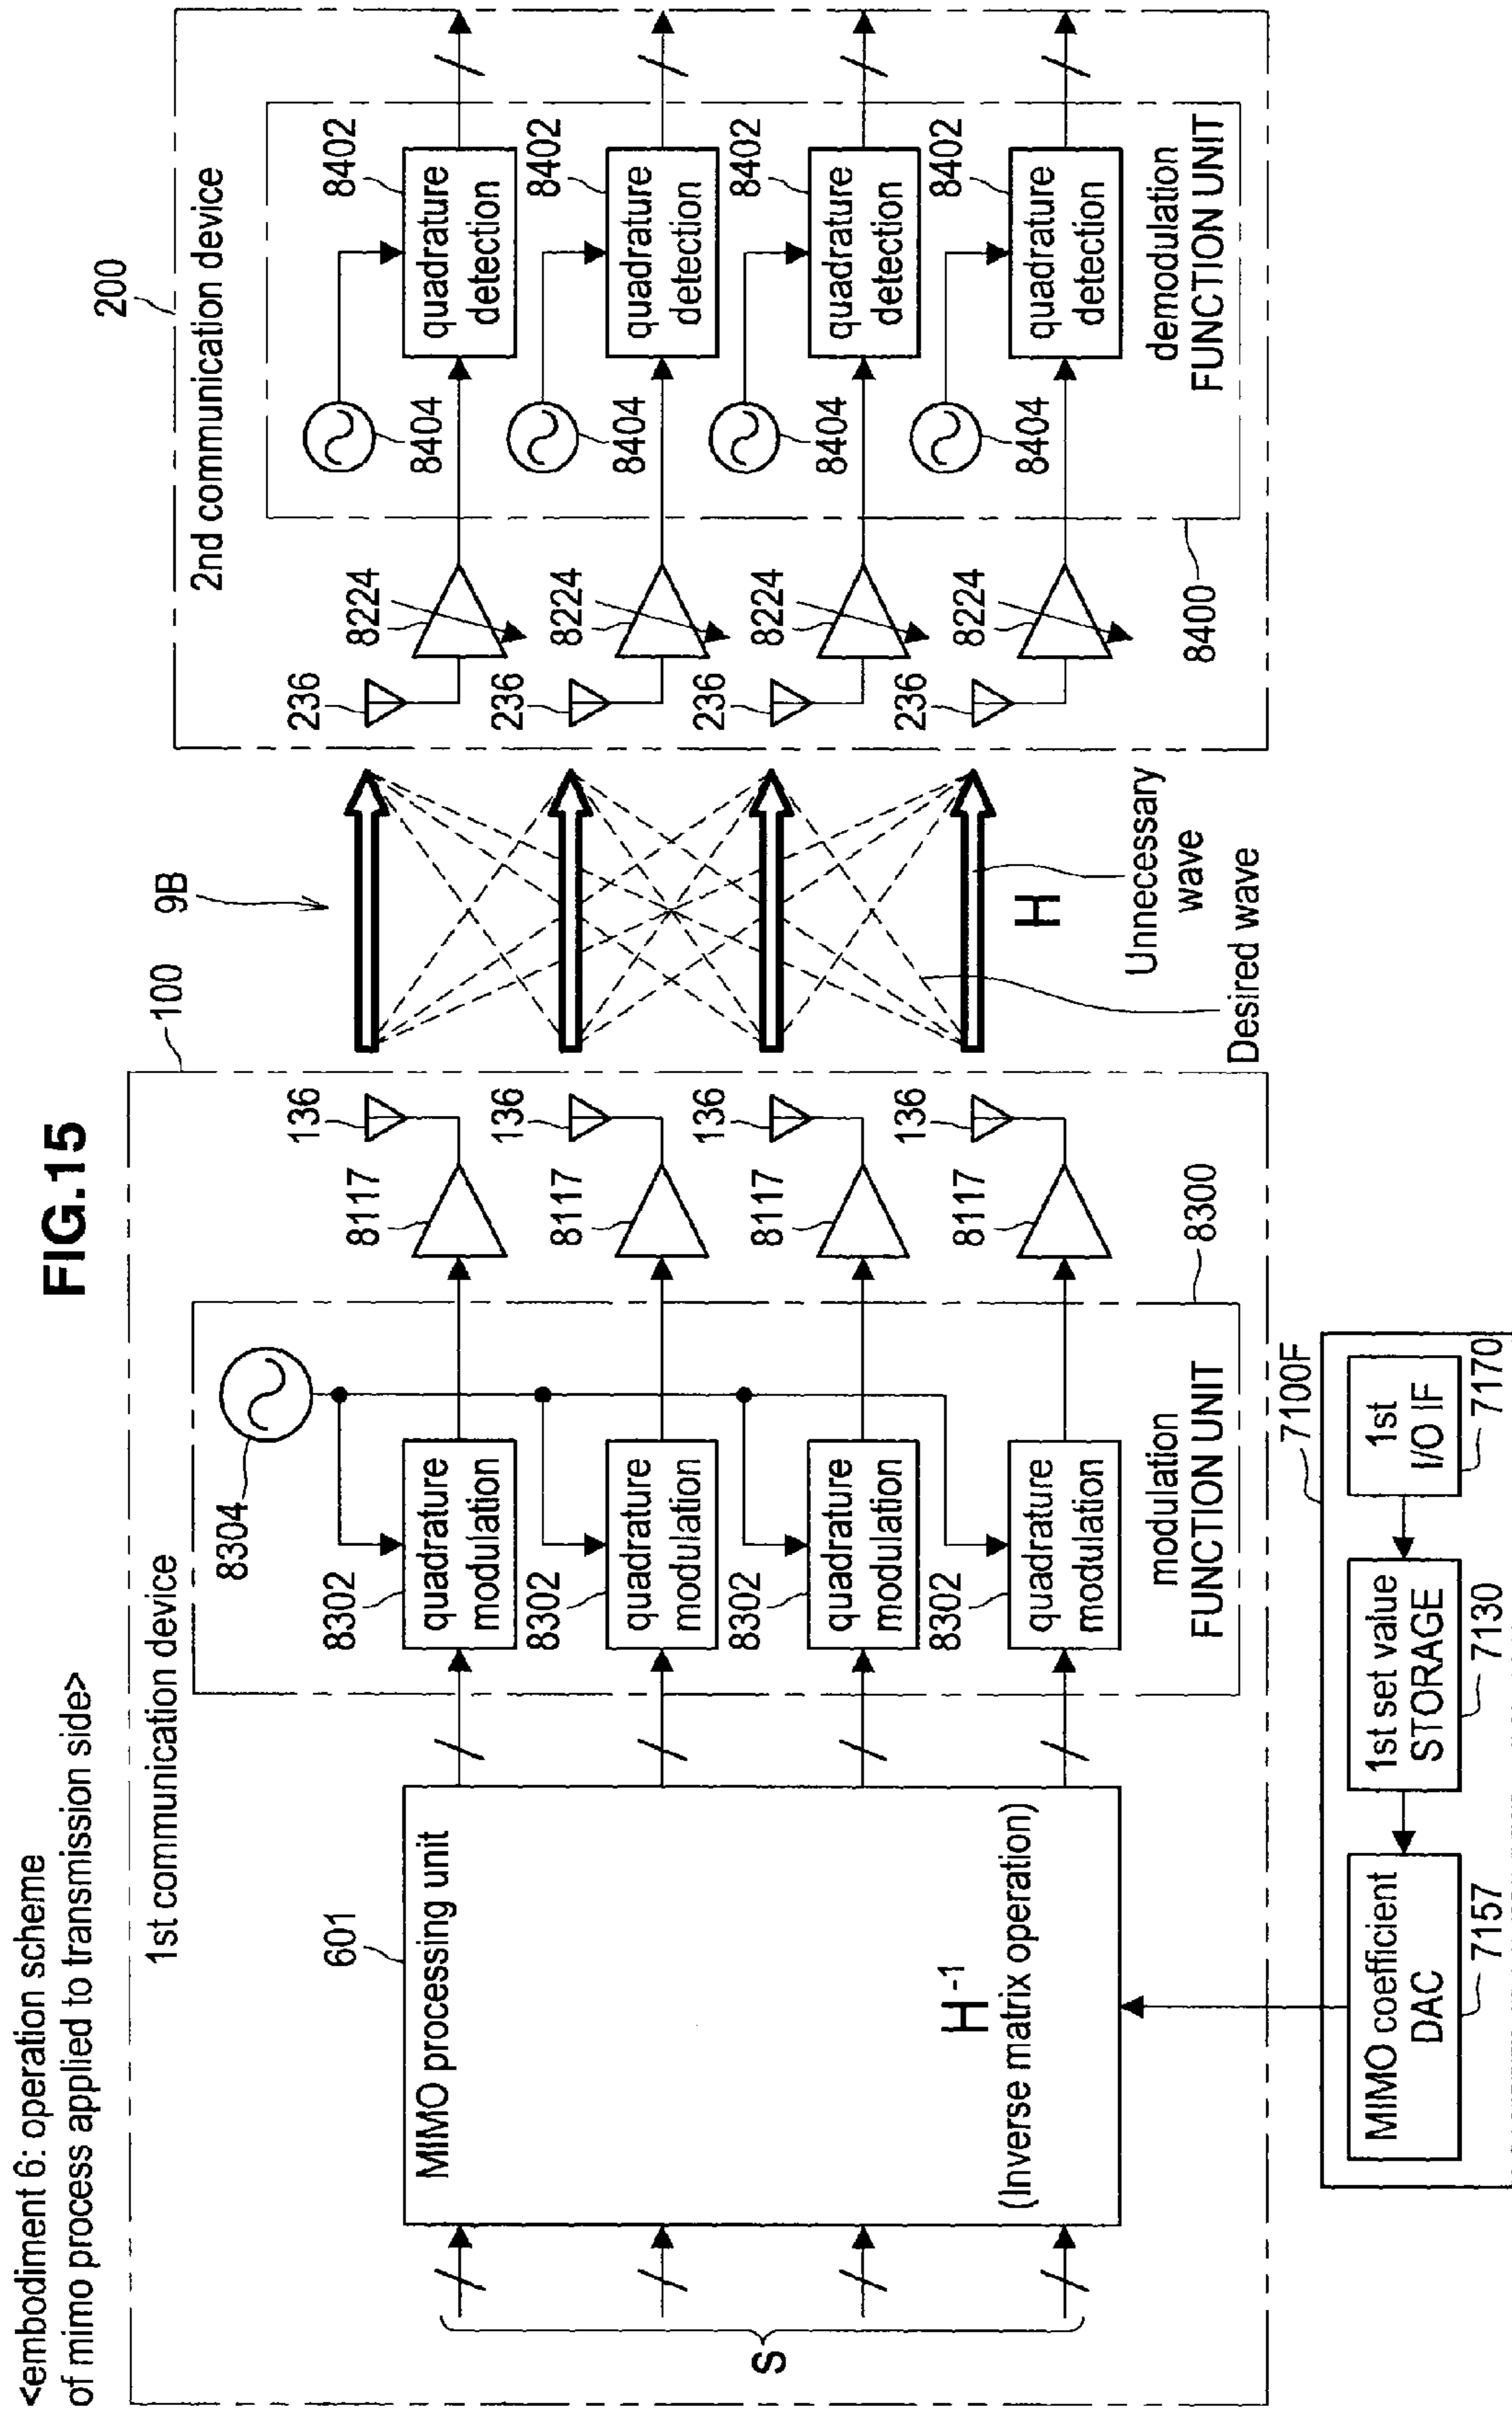 FIG.15
<embodiment 6: operation scheme
of mimo process applied to transmission side>
1st communication device
100
601
MIMO processing unit
H-1
(Inverse matrix operation)
S
8304
8302
quadrature
modulation
8302
quadrature
modulation
8302
quadrature
modulation
8302
quadrature
modulation
modulation
FUNCTION UNIT
8300
8117
136
8117
136
8117
136
8117
136
9B
H
Unnecessary
wave
Desired wave
200
2nd communication device
236
8224
236
8224
236
8224
236
8224
8404
8402
quadrature
detection
8404
8402
quadrature
detection
8404
8402
quadrature
detection
8404
8402
quadrature
detection
demodulation
FUNCTION UNIT
8400
7100F
MIMO coefficient
DAC
7157
1st set value
STORAGE
7130
1st
I/O IF
7170